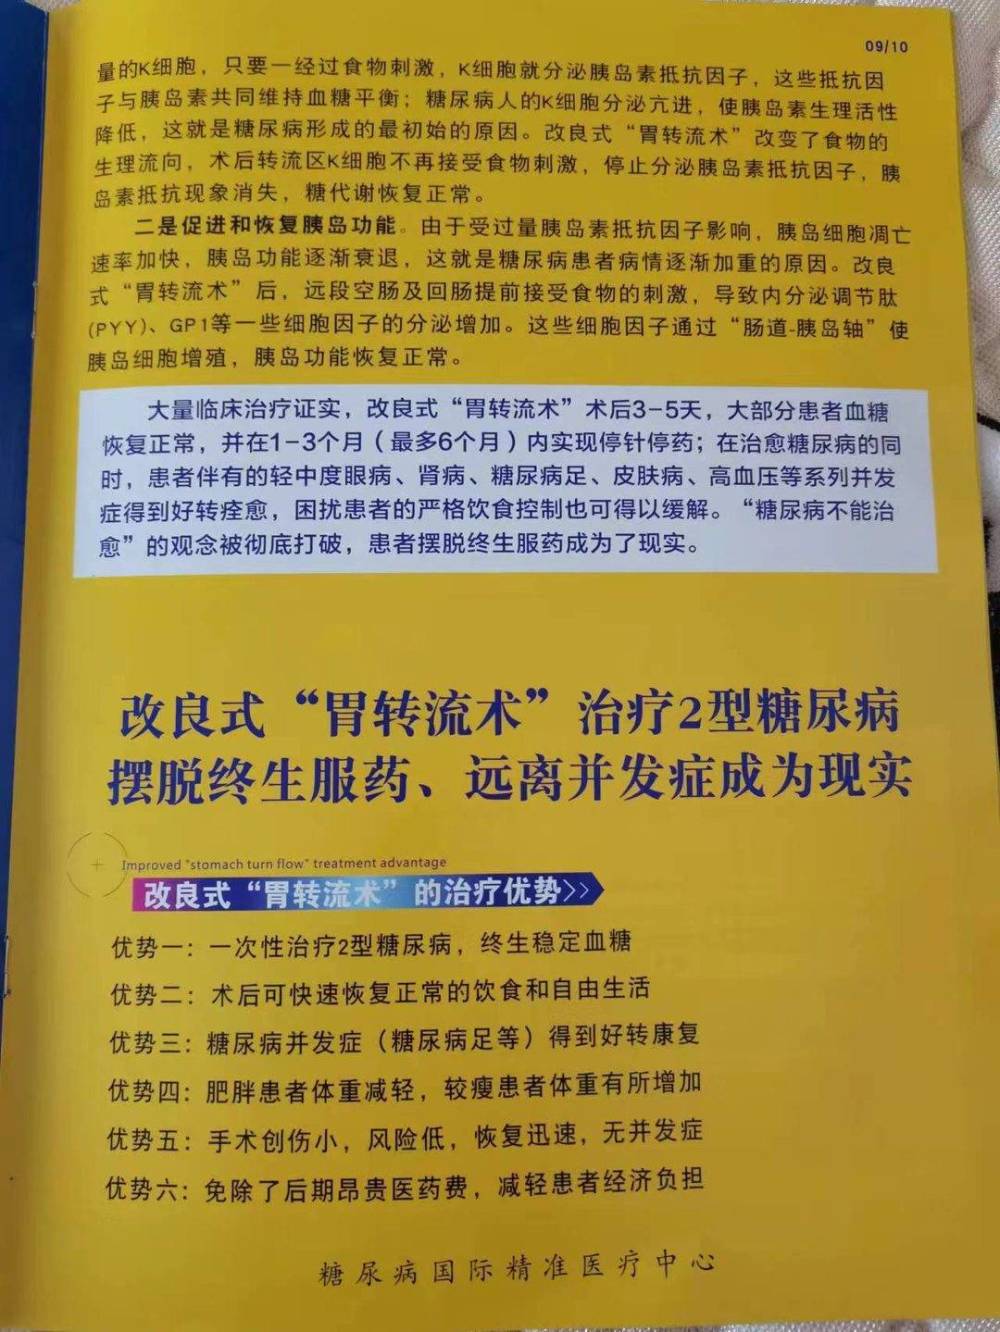 09/10
量的K细胞，只要一经过食物刺激，K细胞就分泌胰岛素抵抗因子，这些抵抗因
子与胰岛素共同维持血糖平衡；糖尿病人的K细胞分泌亢进，使胰岛素生理活性
降低，这就是糖尿病形成的最初始的原因。改良式“胃转流术”改变了食物的
生理流向，术后转流区K细胞不再接受食物刺激，停止分泌胰岛素抵抗因子，胰
岛素抵抗现象消失，糖代谢恢复正常。
二是促进和恢复胰岛功能。由于受过量胰岛素抵抗因子影响，胰岛细胞凋亡
速率加快，胰岛功能逐渐衰退，这就是糖尿病患者病情逐渐加重的原因。改良
式“胃转流术”后，远段空肠及回肠提前接受食物的刺激，导致内分泌调节肽
(PYY)、GP1等一些细胞因子的分泌增加。这些细胞因子通过“肠道-胰岛轴”使
胰岛细胞增殖，胰岛功能恢复正常。
大量临床治疗证实，改良式“胃转流术”术后3-5天，大部分患者血糖
恢复正常，并在1-3个月（最多6个月）内实现停针停药；在治愈糖尿病的同
时，患者伴有的轻中度眼病、肾病、糖尿病足、皮肤病、高血压等系列并发
症得到好转痊愈，困扰患者的严格饮食控制也可得以缓解。“糖尿病不能治
愈”的观念被彻底打破，患者摆脱终生服药成为了现实。
改良式“胃转流术”治疗2型糖尿病
摆脱终生服药、远离并发症成为现实
Improved "stomach turn flow" treatment advantage
改良式“胃转流术”的治疗优势>>
优势一：一次性治疗2型糖尿病，终生稳定血糖
优势二：术后可快速恢复正常的饮食和自由生活
优势三：糖尿病并发症（糖尿病足等）得到好转康复
优势四：肥胖患者体重减轻，较瘦患者体重有所增加
优势五：手术创伤小，风险低，恢复迅速，无并发症
优势六：免除了后期昂贵医药费，减轻患者经济负担
糖尿病国际精准医疗中心